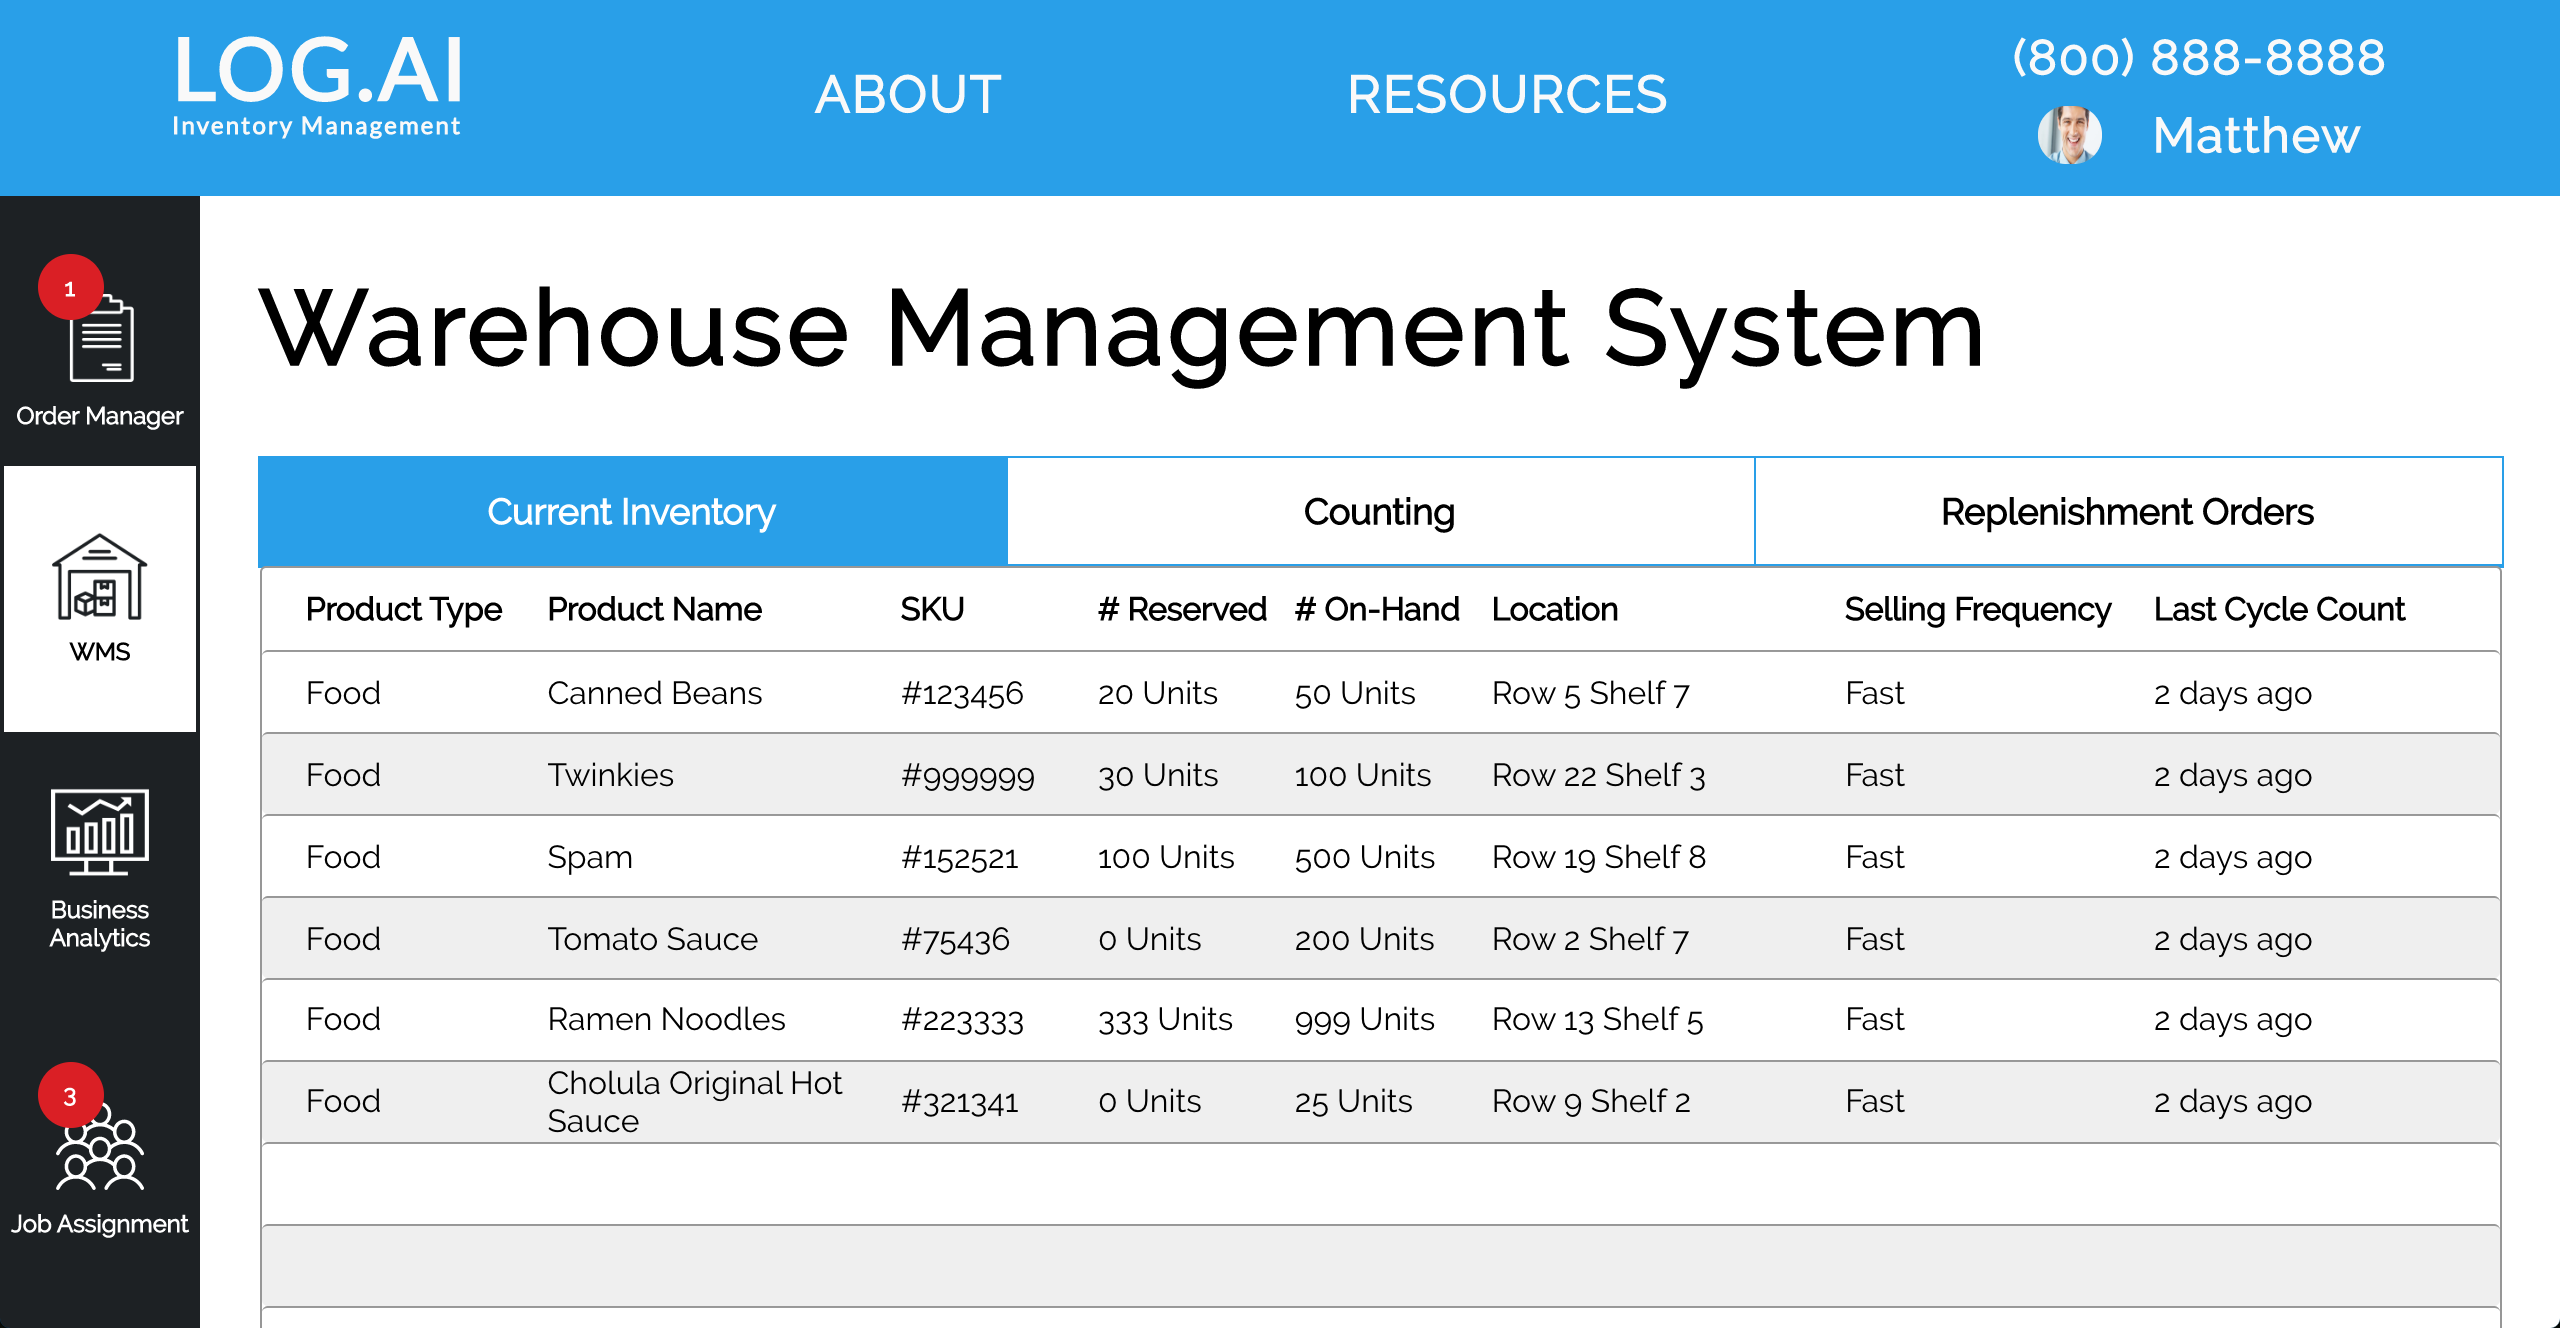 LOG.AI
Inventory Management
ABOUT
RESOURCES
(800) 888-8888
Matthew
1
Order Manager
WMS
Business
Analytics
3
Job Assignment
Warehouse Management System
Current Inventory Counting Replenishment Orders
Product Type Product Name SKU # Reserved # On-Hand Location Selling Frequency Last Cycle Count
Food Canned Beans #123456 20 Units 50 Units Row 5 Shelf 7 Fast 2 days ago
Food Twinkies #999999 30 Units 100 Units Row 22 Shelf 3 Fast 2 days ago
Food Spam #152521 100 Units 500 Units Row 19 Shelf 8 Fast 2 days ago
Food Tomato Sauce #75436 0 Units 200 Units Row 2 Shelf 7 Fast 2 days ago
Food Ramen Noodles #223333 333 Units 999 Units Row 13 Shelf 5 Fast 2 days ago
Food Cholula Original Hot Sauce #321341 0 Units 25 Units Row 9 Shelf 2 Fast 2 days ago